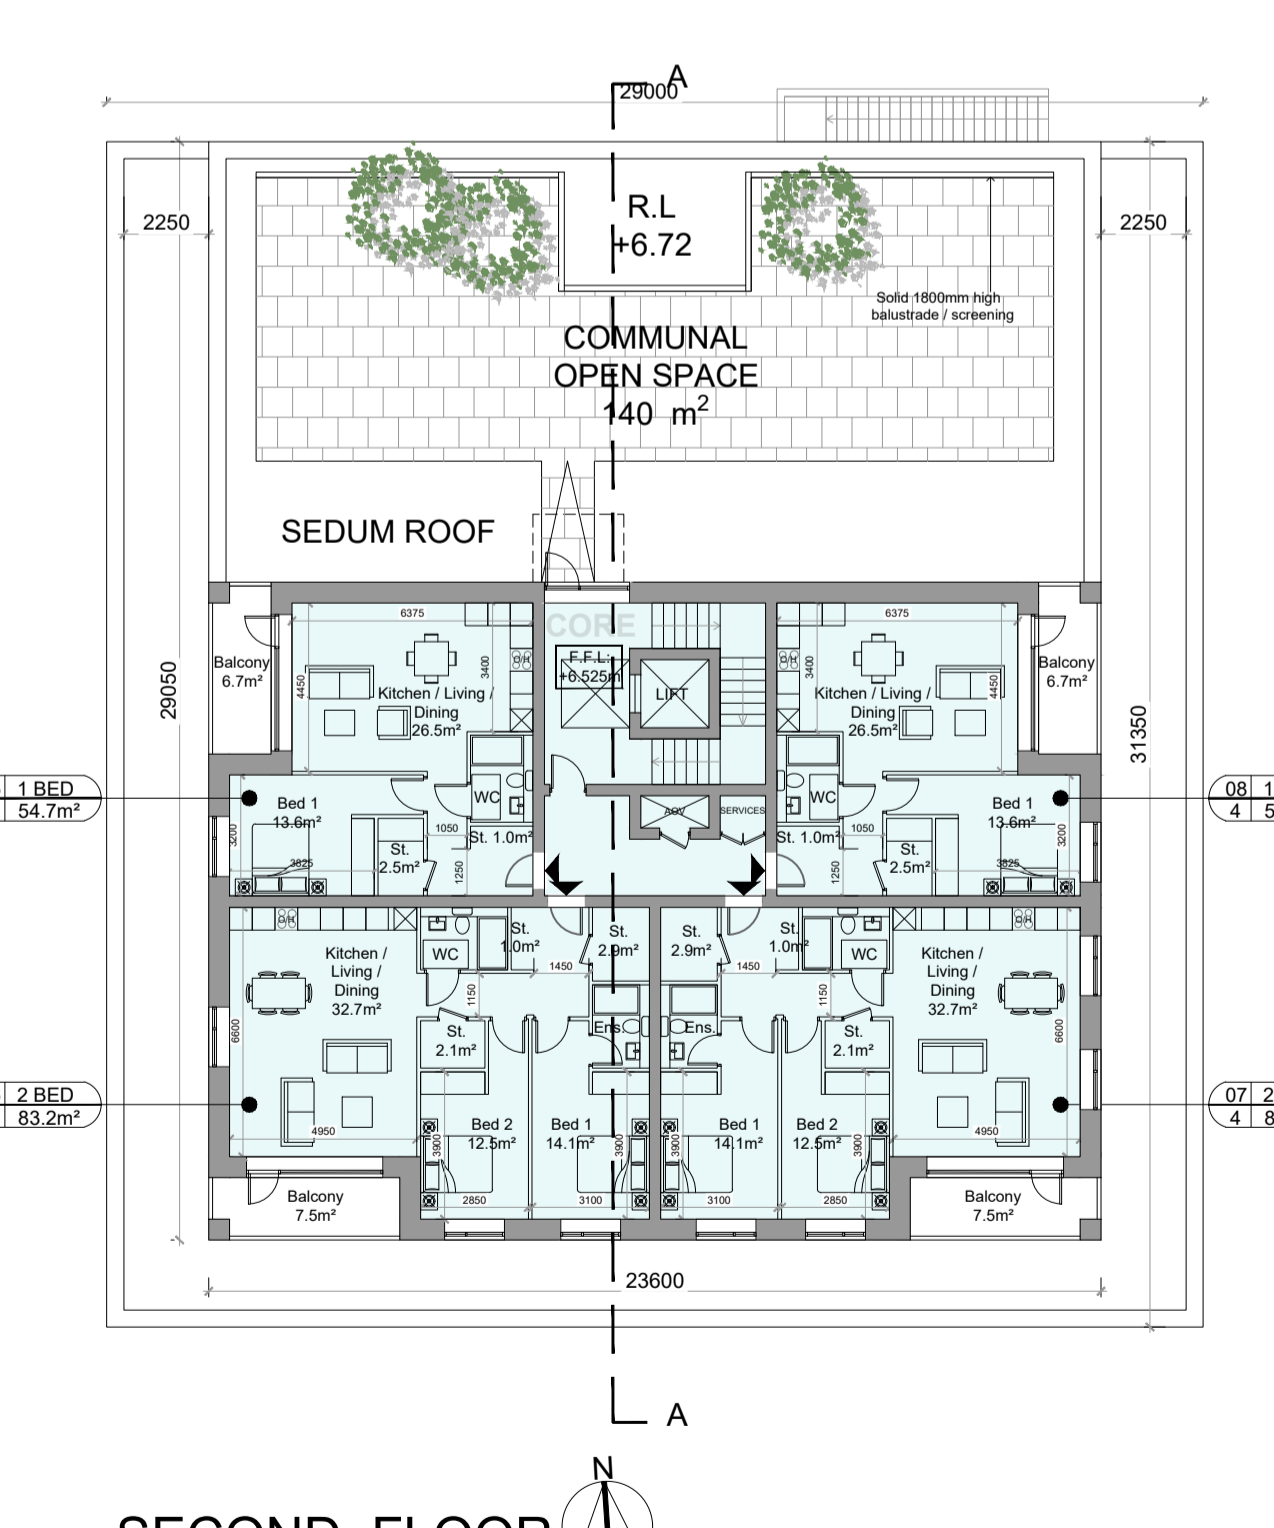 A
29000
2250
R.L
+6.72
2250
Solid 1800mm high
balustrade / screening
COMMUNAL
OPEN SPACE
140 m²
SEDUM ROOF
29050
31350
CORE
F.F.L:
+6.525m
LIFT
6375
3400
4450
O/H
Kitchen / Living /
Dining
26.5m²
Balcony
6.7m²
6375
3400
4450
O/H
Kitchen / Living /
Dining
26.5m²
Balcony
6.7m²
1 BED
54.7m²
Bed 1
13.6m²
3200
3825
St.
2.5m²
WC
1050
St. 1.0m²
1250
AOV
SERVICES
WC
St. 1.0m²
1050
1250
St.
2.5m²
Bed 1
13.6m²
3825
3200
08 1
4 5
O/H
Kitchen /
Living /
Dining
32.7m²
6600
4950
WC
St.
1.0m²
1450
1150
St.
2.9m²
Ens.
St.
2.1m²
Bed 2
12.5m²
3900
2850
Bed 1
14.1m²
3900
3100
St.
2.9m²
St.
1.0m²
1450
1150
WC
Ens.
St.
2.1m²
Bed 1
14.1m²
3900
3100
Bed 2
12.5m²
3900
2850
O/H
Kitchen /
Living /
Dining
32.7m²
6600
4950
2 BED
83.2m²
07 2
4 8
Balcony
7.5m²
Balcony
7.5m²
23600
A
N
SECOND FLOOR